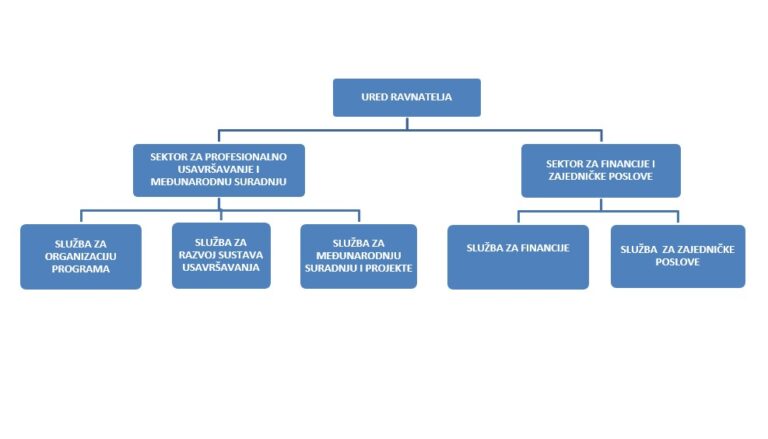 URED RAVNATELJA
SEKTOR ZA PROFESIONALNO
USAVRŠAVANJE I
MEĐUNARODNU SURADNJU
SEKTOR ZA FINANCIJE I
ZAJEDNIČKE POSLOVE
SLUŽBA ZA
ORGANIZACIJU
PROGRAMA
SLUŽBA ZA
RAZVOJ SUSTAVA
USAVRŠAVANJA
SLUŽBA ZA
MEĐUNARODNJU
SURADNJU I PROJEKTE
SLUŽBA ZA FINANCIJE
SLUŽBA ZA ZAJEDNIČKE
POSLOVE